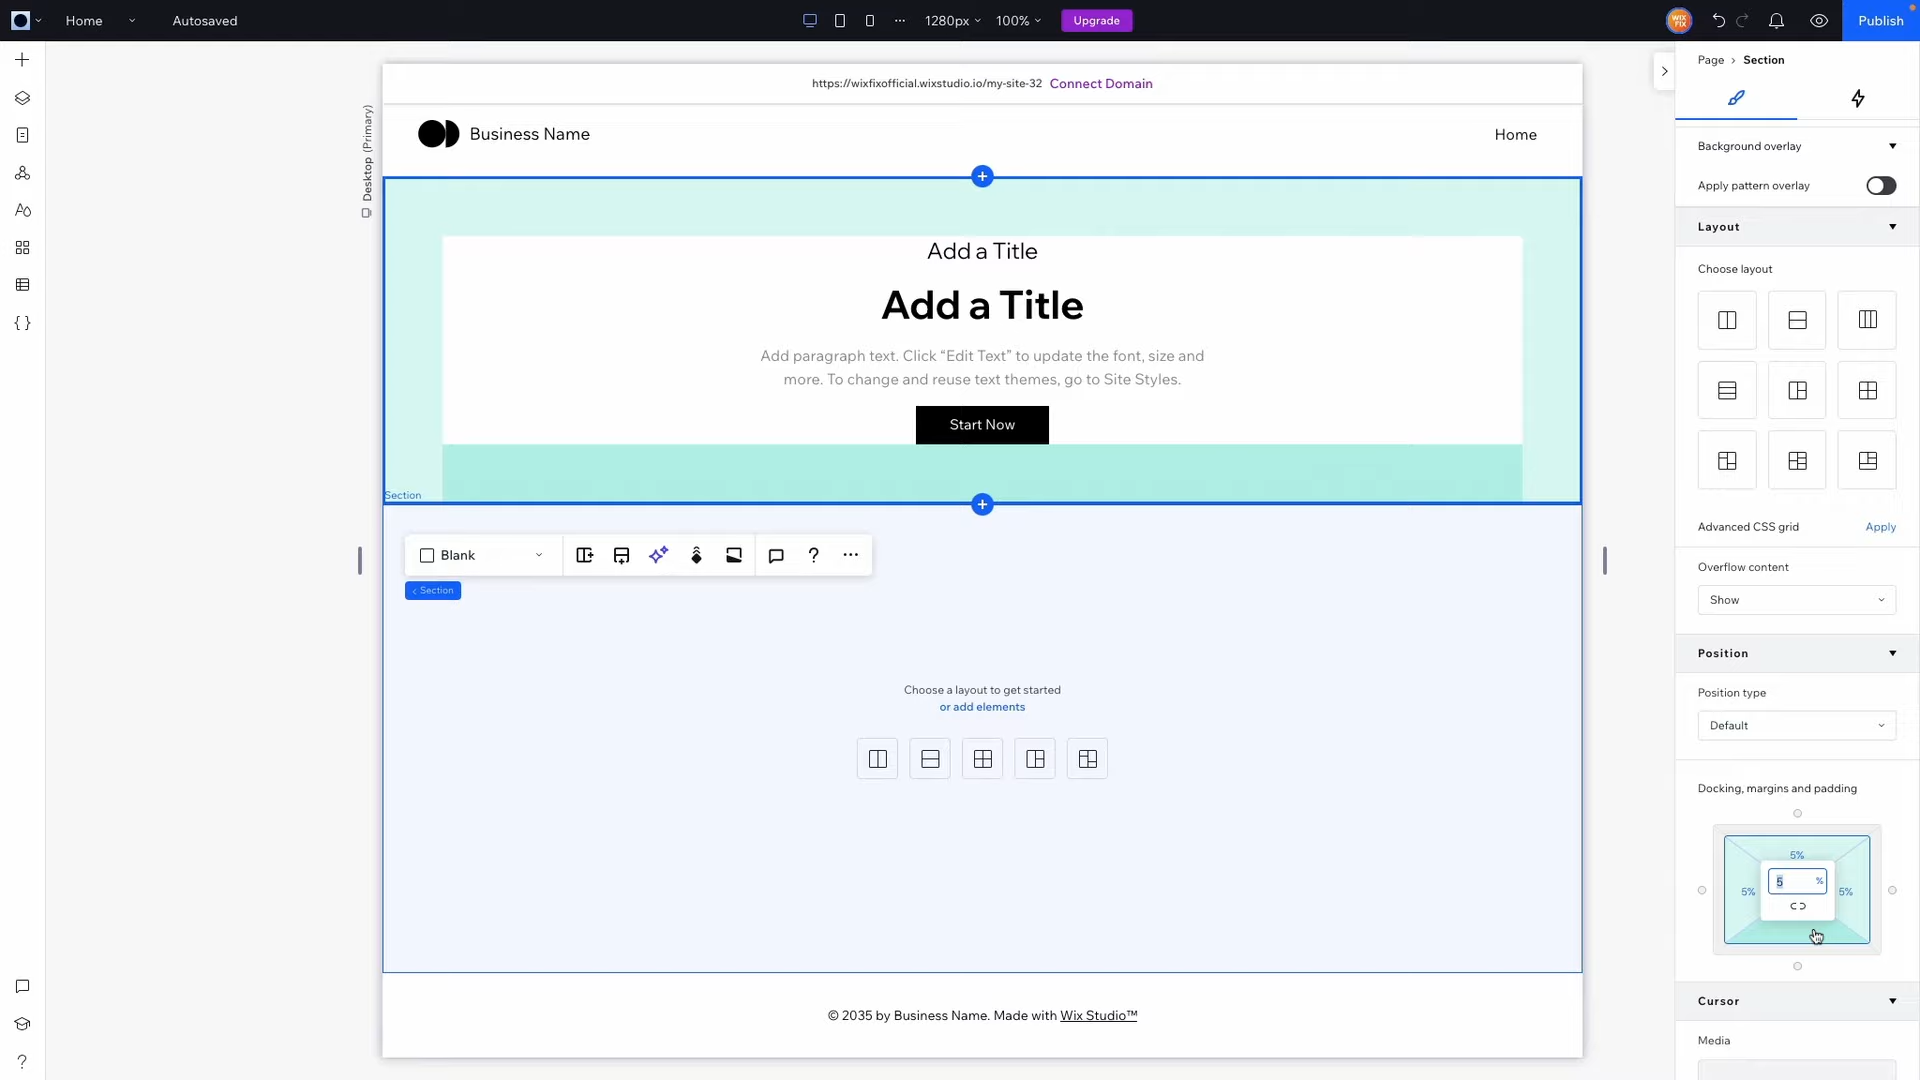 Home
Autosaved
1280px
100%
Upgrade
WIX
FIX
Publish
https://wixfixofficial.wixstudio.io/my-site-32 Connect Domain
Desktop (Primary)
Business Name
Home
Add a Title
Add a Title
Add paragraph text. Click “Edit Text” to update the font, size and
more. To change and reuse text themes, go to Site Styles.
Start Now
Section
Blank
?
< Section
Choose a layout to get started
or add elements
© 2035 by Business Name. Made with Wix Studio™
?
Page > Section
Background overlay
Apply pattern overlay
Layout
Choose layout
Advanced CSS grid
Apply
Overflow content
Show
Position
Position type
Default
Docking, margins and padding
5%
5 %
5%
5%
Cursor
Media